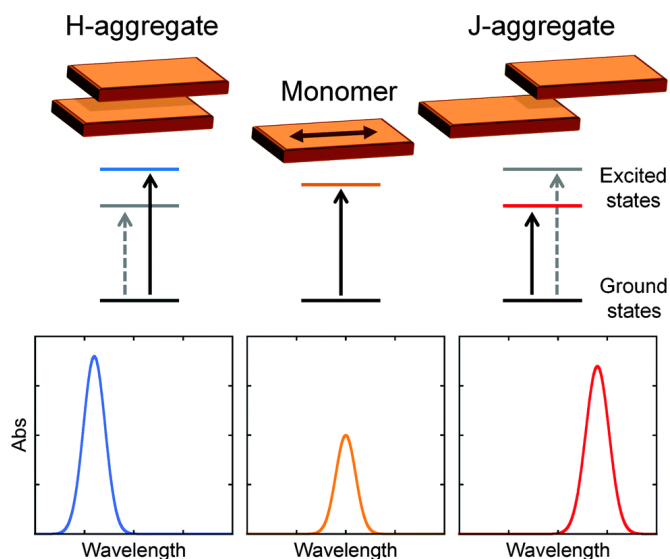 H-aggregate
Monomer
J-aggregate
Excited
states
Ground
states
Abs
Wavelength
Wavelength
Wavelength